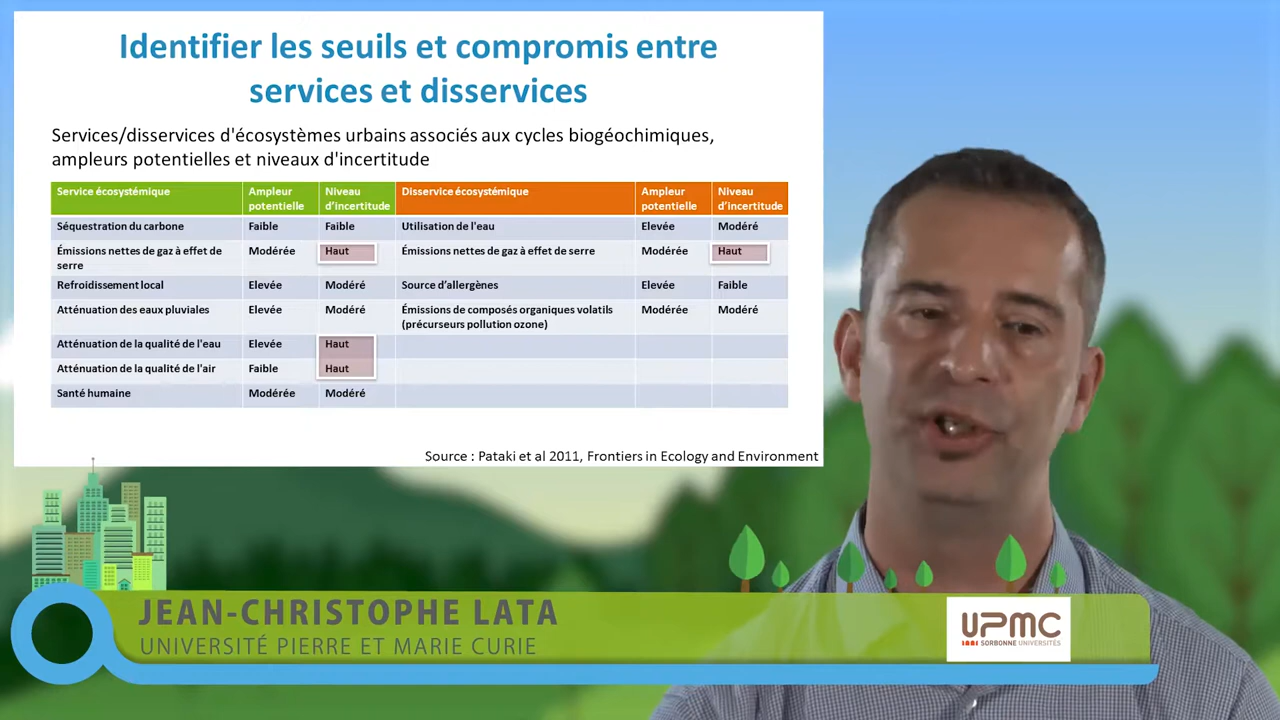 Identifier les seuils et compromis entre
services et disservices
Services/disservices d'écosystèmes urbains associés aux cycles biogéochimiques,
ampleurs potentielles et niveaux d'incertitude
Service écosystémique Ampleur potentielle Niveau d'incertitude Disservice écosystémique Ampleur potentielle Niveau d'incertitude
Séquestration du carbone Faible Faible Utilisation de l'eau Elevée Modéré
Émissions nettes de gaz à effet de serre Modérée Haut Émissions nettes de gaz à effet de serre Modérée Haut
Refroidissement local Elevée Modéré Source d'allergènes Elevée Faible
Atténuation des eaux pluviales Elevée Modéré Émissions de composés organiques volatils (précurseurs pollution ozone) Modérée Modéré
Atténuation de la qualité de l'eau Elevée Haut
Atténuation de la qualité de l'air Faible Haut
Santé humaine Modérée Modéré
Source : Pataki et al 2011, Frontiers in Ecology and Environment
JEAN-CHRISTOPHE LATA
UNIVERSITÉ PIERRE ET MARIE CURIE
UPMC
SORBONNE UNIVERSITÉS